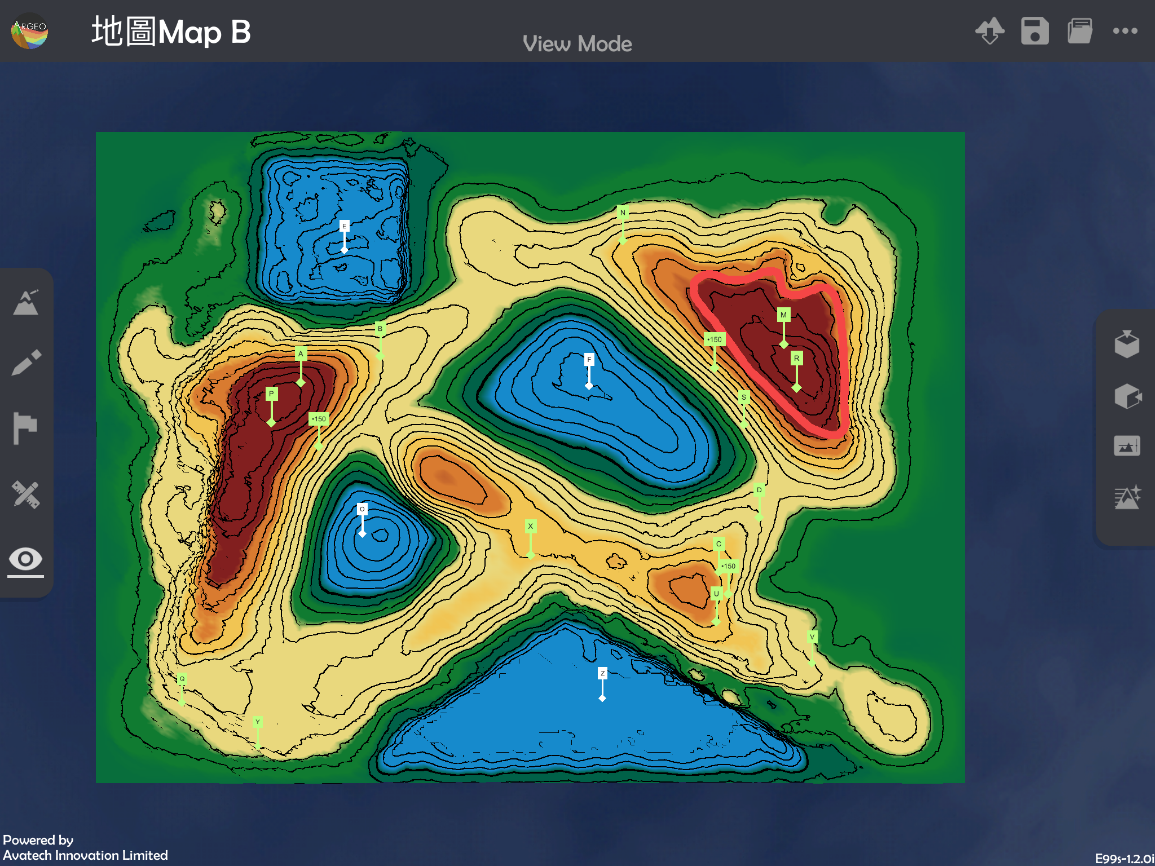 ARGEO
地圖Map B
View Mode
E
N
M
B
+150
A
R
F
P
S
+150
D
O
X
C
+150
U
V
Z
Q
Y
Powered by
Avatech Innovation Limited
E99s-1.2.0i